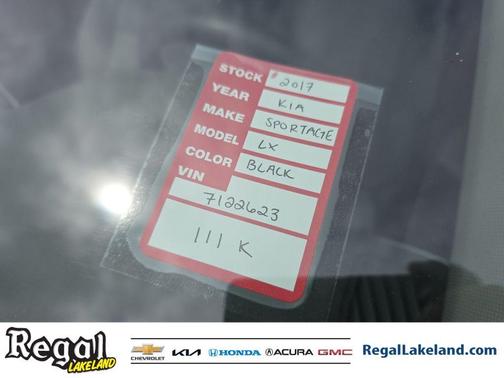 STOCK # 2017
YEAR KIA
MAKE SPORTAGE
MODEL LX
COLOR BLACK
VIN
7122623
111 K
Regal
LAKELAND
CHEVROLET KIA HONDA ACURA GMC
RegalLakeland.com